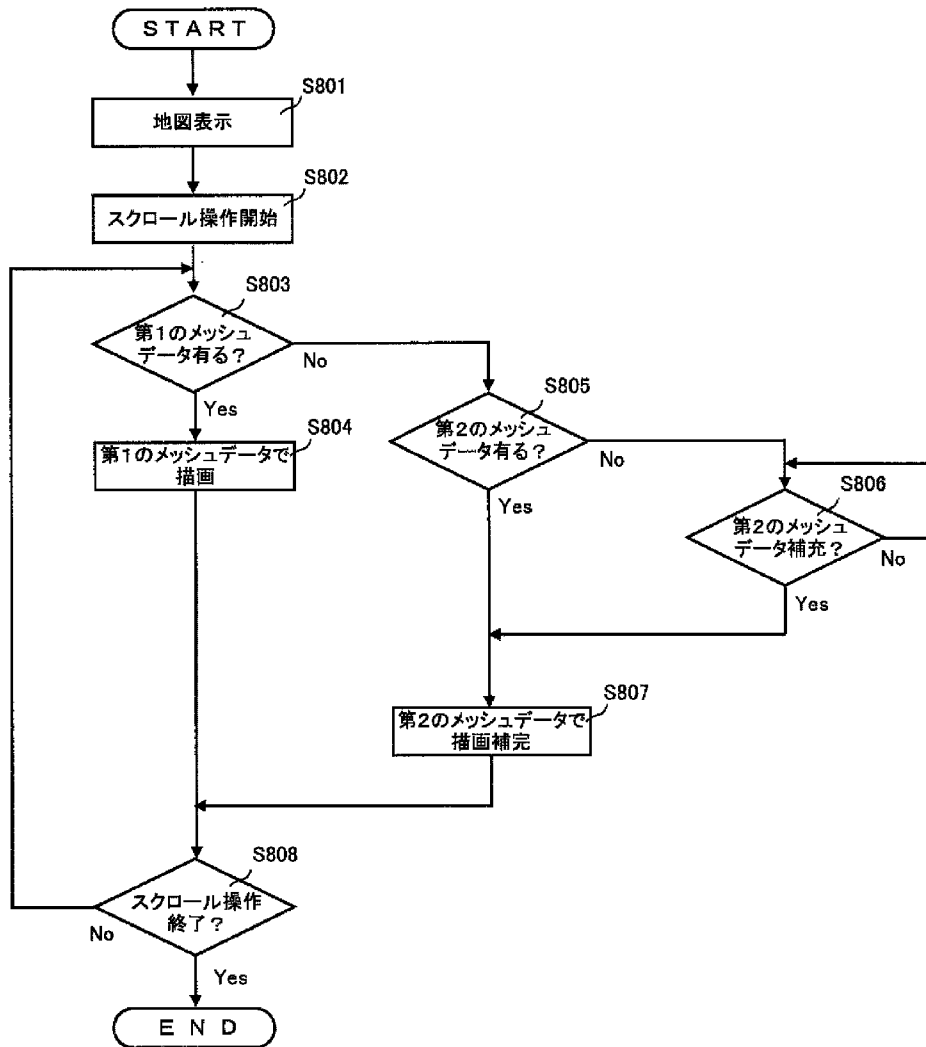 START
S801
地図表示
S802
スクロール操作開始
S803
第1のメッシュ
データ有る？
No
Yes
S804
第1のメッシュデータで
描画
S805
第2のメッシュ
データ有る？
No
Yes
S806
第2のメッシュ
データ補充？
No
Yes
S807
第2のメッシュデータで
描画補完
S808
スクロール操作
終了？
No
Yes
END